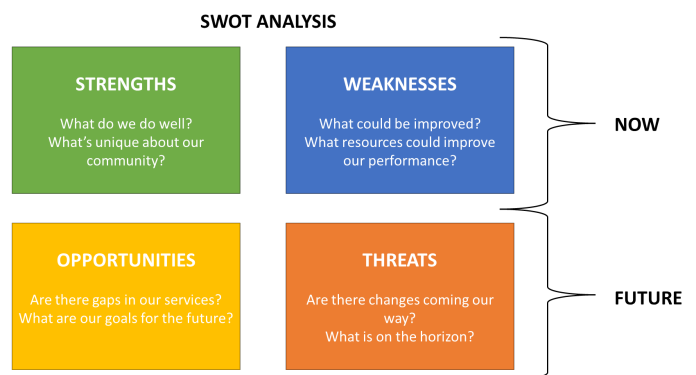 SWOT ANALYSIS
STRENGTHS
What do we do well?
What’s unique about our
community?
WEAKNESSES
What could be improved?
What resources could improve
our performance?
NOW
OPPORTUNITIES
Are there gaps in our services?
What are our goals for the future?
THREATS
Are there changes coming our
way?
What is on the horizon?
FUTURE